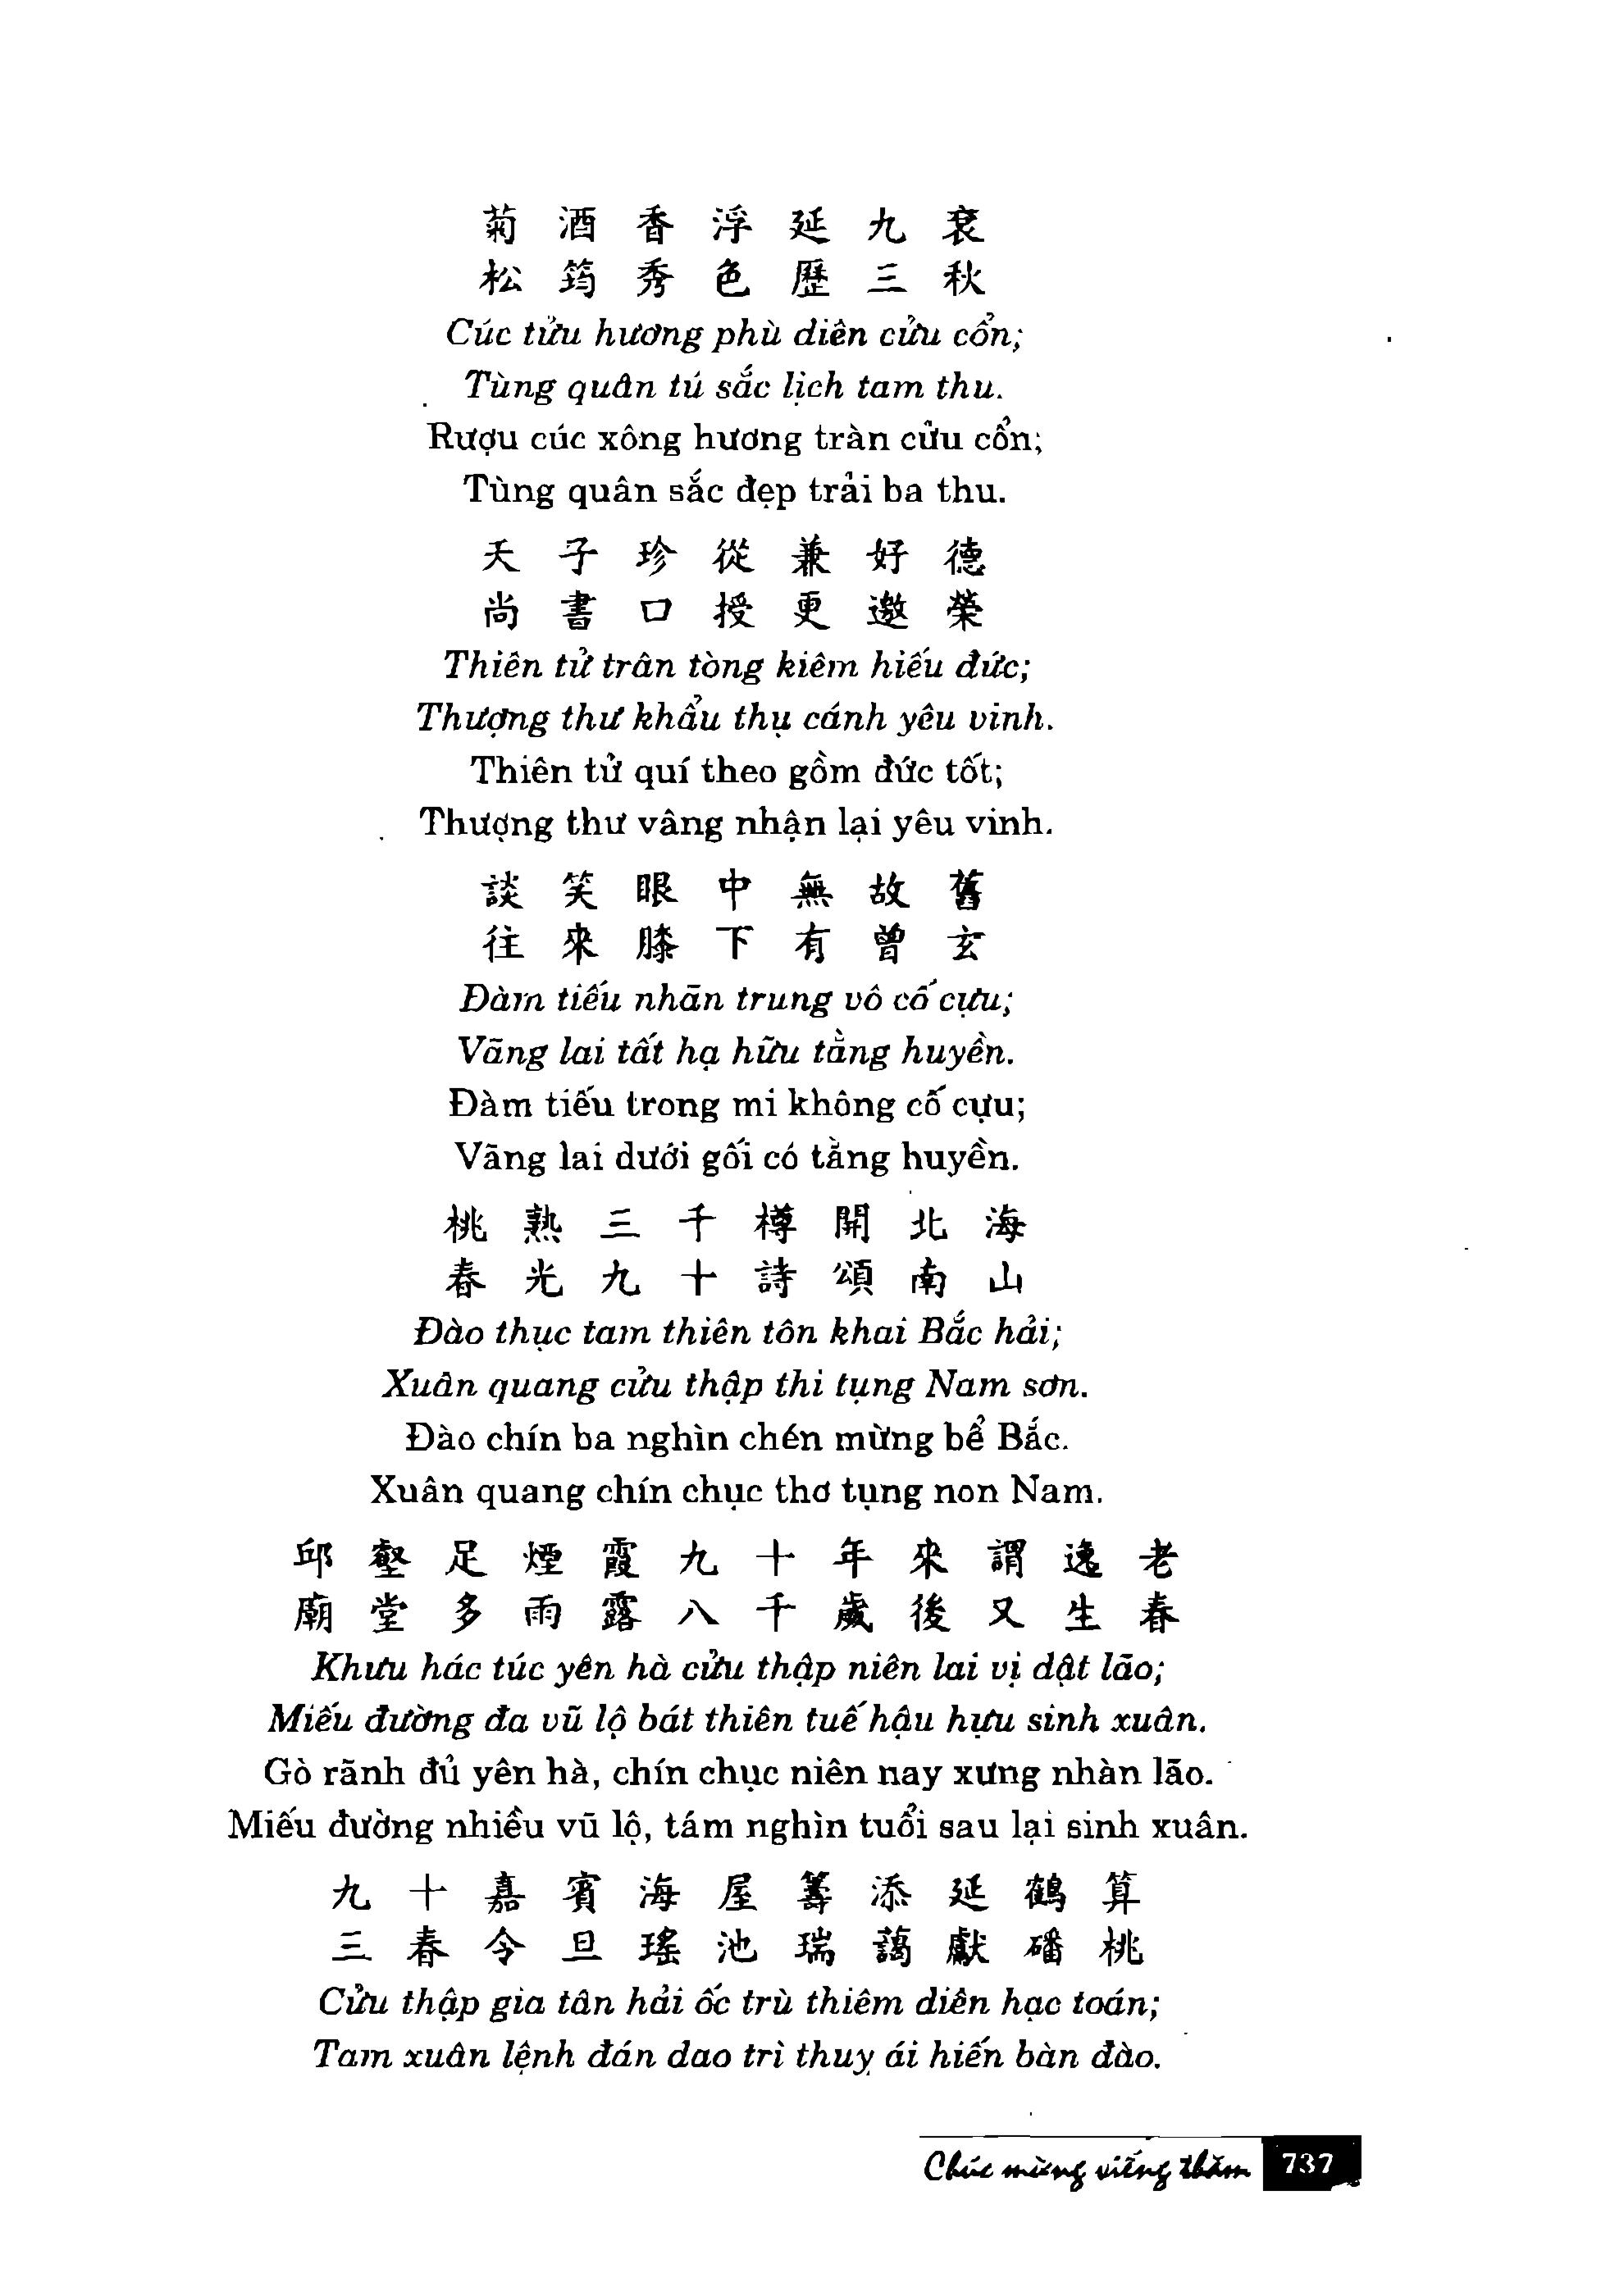 菊酒香浮延九袞
松筠秀色歷三秋
Cúc tửu hương phù diên cửu cổn;
Tùng quân tú sắc lịch tam thu.
Rượu cúc xông hương tràn cửu cổn;
Tùng quân sắc đẹp trải ba thu.
天子珍從兼好德
尚書口授更邀榮
Thiên tử trân tòng kiêm hiếu đức;
Thượng thư khẩu thụ cánh yêu vinh.
Thiên tử quí theo gồm đức tốt;
Thượng thư vâng nhận lại yêu vinh.
談笑眼中無故舊
往來膝下有曾玄
Đàm tiếu nhãn trung vô cố cựu;
Vãng lai tất hạ hữu tằng huyền.
Đàm tiếu trong mi không cố cựu;
Vãng lai dưới gối có tằng huyền.
桃熟三千樽開北海
春光九十詩頌南山
Đào thục tam thiên tôn khai Bắc hải;
Xuân quang cửu thập thi tụng Nam sơn.
Đào chín ba nghìn chén mừng bể Bắc.
Xuân quang chín chục thơ tụng non Nam.
邱壑足煙霞九十年來謂逸老
廟堂多雨露八千歲後又生春
Khưu hác túc yên hà cửu thập niên lai vị dật lão;
Miếu đường đa vũ lộ bát thiên tuế hậu hựu sinh xuân.
Gò rãnh đủ yên hà, chín chục niên nay xưng nhàn lão.
Miếu đường nhiều vũ lộ, tám nghìn tuổi sau lại sinh xuân.
九十嘉賓海屋籌添延鶴算
三春令旦瑤池瑞藹獻磻桃
Cửu thập gia tân hải ốc trù thiêm diên hạc toán;
Tam xuân lệnh đán dao trì thuỵ ái hiến bàn đào.
Chúc mừng viếng thăm 737